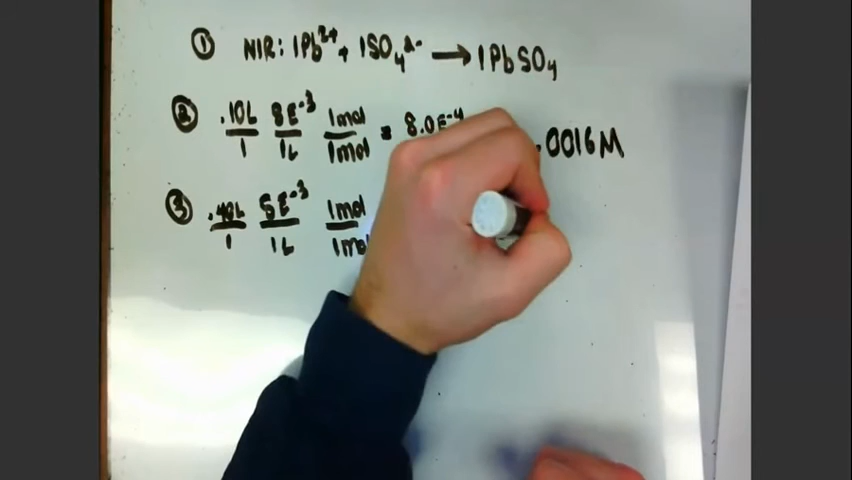 ① NIR: 1Pb²⁺ + 1SO₄²⁻ → 1PbSO₄
② .10L/1 8E⁻³/1L 1mol/1mol = 8.0E⁻⁴ .0016M
③ .40L/1 5E⁻³/1L 1mol/1mol